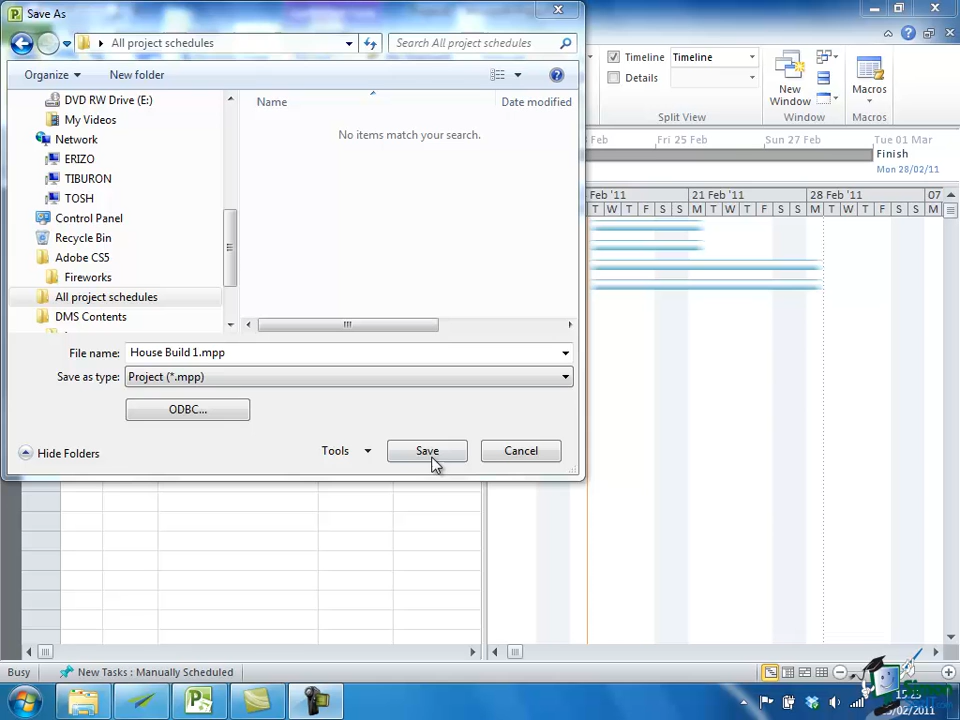 Save As
All project schedules
Search All project schedules
Organize
New folder
DVD RW Drive (E:)
My Videos
Network
ERIZO
TIBURON
TOSH
Control Panel
Recycle Bin
Adobe CS5
Fireworks
All project schedules
DMS Contents
Name
Date modified
No items match your search.
File name:
House Build 1.mpp
Save as type:
Project (*.mpp)
ODBC...
Hide Folders
Tools
Save
Cancel
Timeline
Timeline
Details
Split View
New
Window
Window
Macros
Macros
Feb
Fri 25 Feb
Sun 27 Feb
Tue 01 Mar
Finish
Mon 28/02/11
Feb '11
21 Feb '11
28 Feb '11
07
T W T F S S M T W T F S S M T W T F S S M
Busy
New Tasks : Manually Scheduled